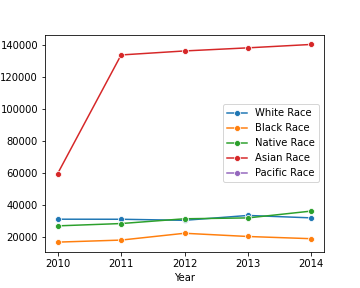 140000
120000
100000
80000
60000
40000
20000
White Race
Black Race
Native Race
Asian Race
Pacific Race
2010 2011 2012 2013 2014
Year